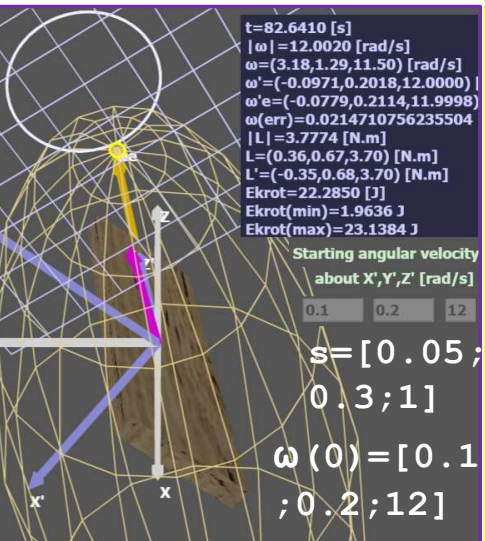 t=82.6410 [s]
|ω|=12.0020 [rad/s]
ω=(3.18,1.29,11.50) [rad/s]
ω'=(-0.0971,0.2018,12.0000) [
ω'e=(-0.0779,0.2114,11.9998)
ω(err)=0.0214710756235504
|L|=3.7774 [N.m]
L=(0.36,0.67,3.70) [N.m]
L'=(-0.35,0.68,3.70) [N.m]
Ekrot=22.2850 [J]
Ekrot(min)=1.9636 J
Ekrot(max)=23.1384 J
Starting angular velocity
about X',Y',Z' [rad/s]
0.1 0.2 12
s=[0.05;
0.3;1]
ω(0)=[0.1
;0.2;12]
Z
X
X'